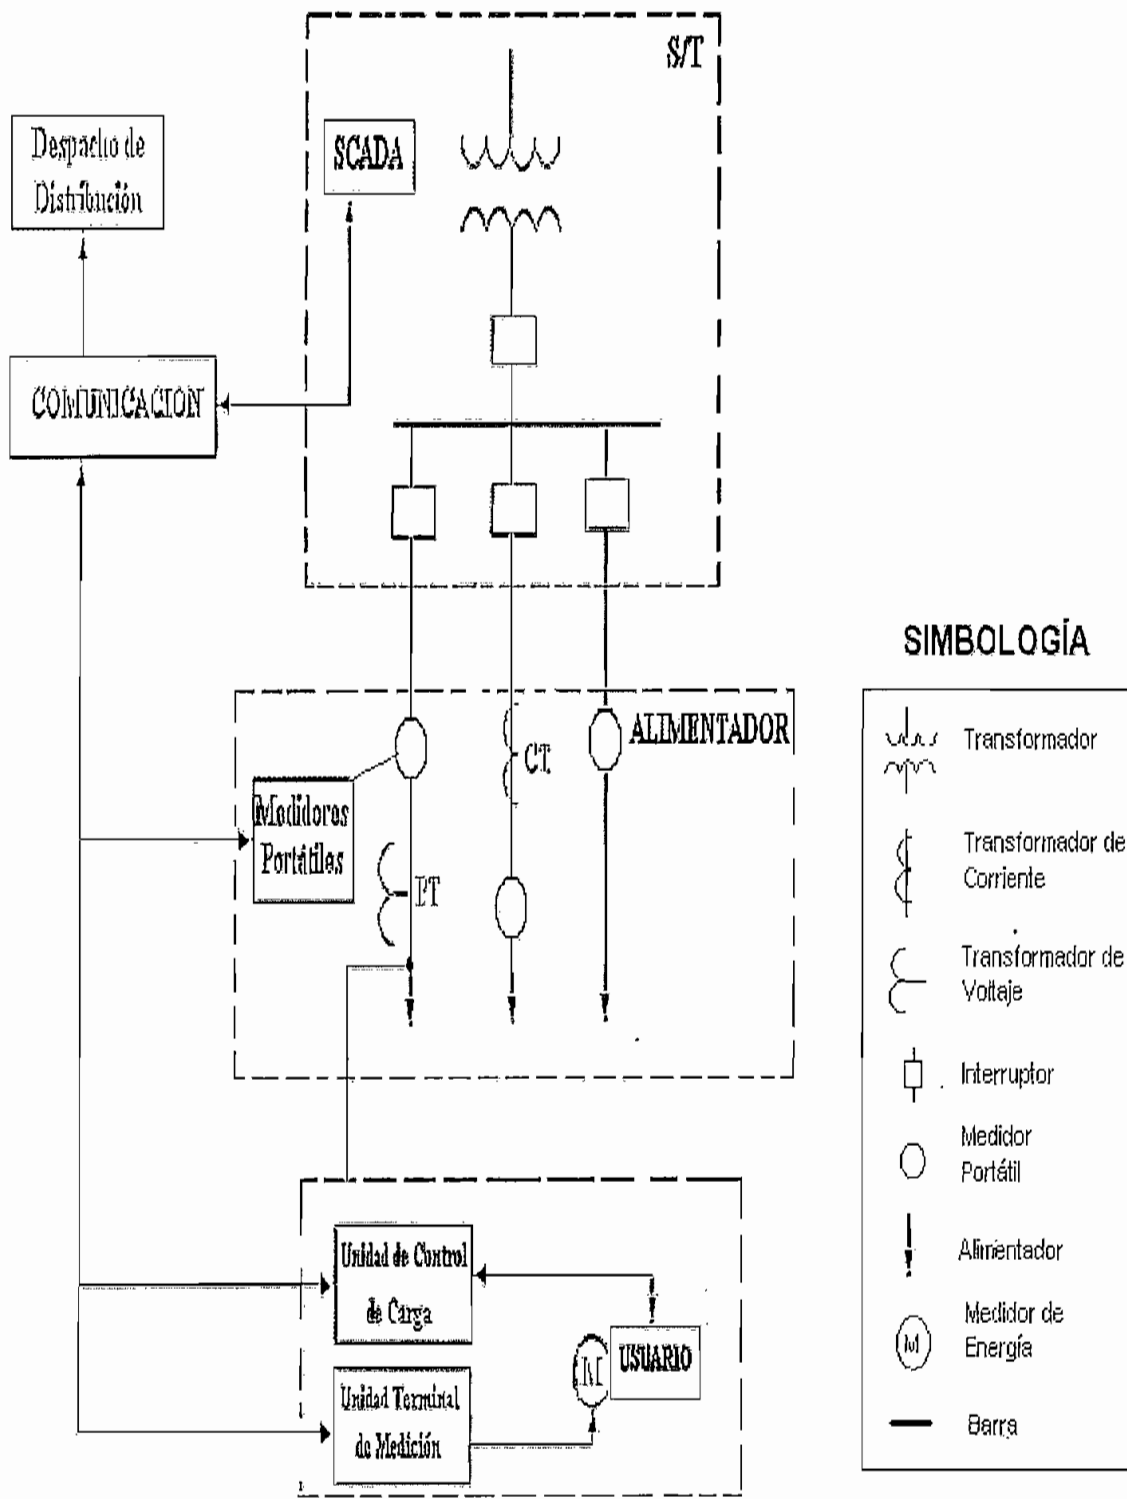 S/T
SCADA
Despacho de
Distribución
COMUNICACION
ALIMENTADOR
CT
Medidores
Portátiles
PT
Unidad de Control
de Carga
USUARIO
M
Unidad Terminal
de Medición
SIMBOLOGÍA
Transformador
Transformador de
Corriente
Transformador de
Voltaje
Interruptor
Medidor
Portátil
Alimentador
Medidor de
Energía
M
Barra